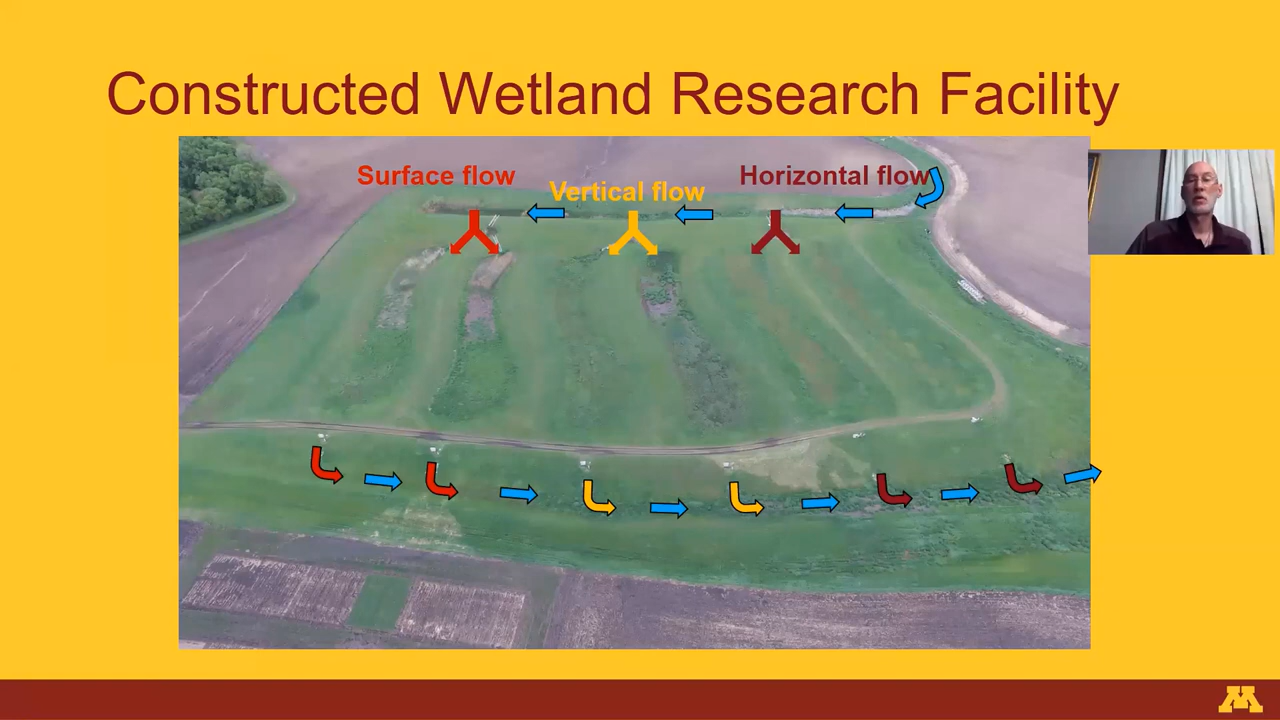 Constructed Wetland Research Facility
Surface flow
Vertical flow
Horizontal flow
M